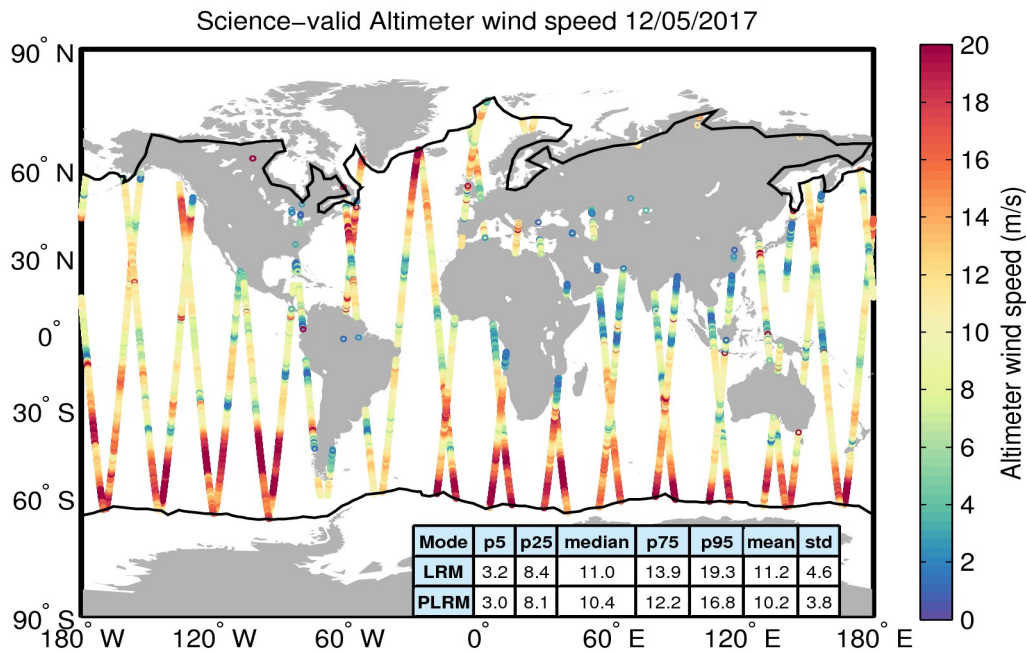 Science−valid Altimeter wind speed 12/05/2017
90° N
60° N
30° N
0°
30° S
60° S
90° S
180° W
120° W
60° W
0°
60° E
120° E
180° E
Mode p5 p25 median p75 p95 mean std
LRM 3.2 8.4 11.0 13.9 19.3 11.2 4.6
PLRM 3.0 8.1 10.4 12.2 16.8 10.2 3.8
20
18
16
14
12
10
8
6
4
2
0
Altimeter wind speed (m/s)